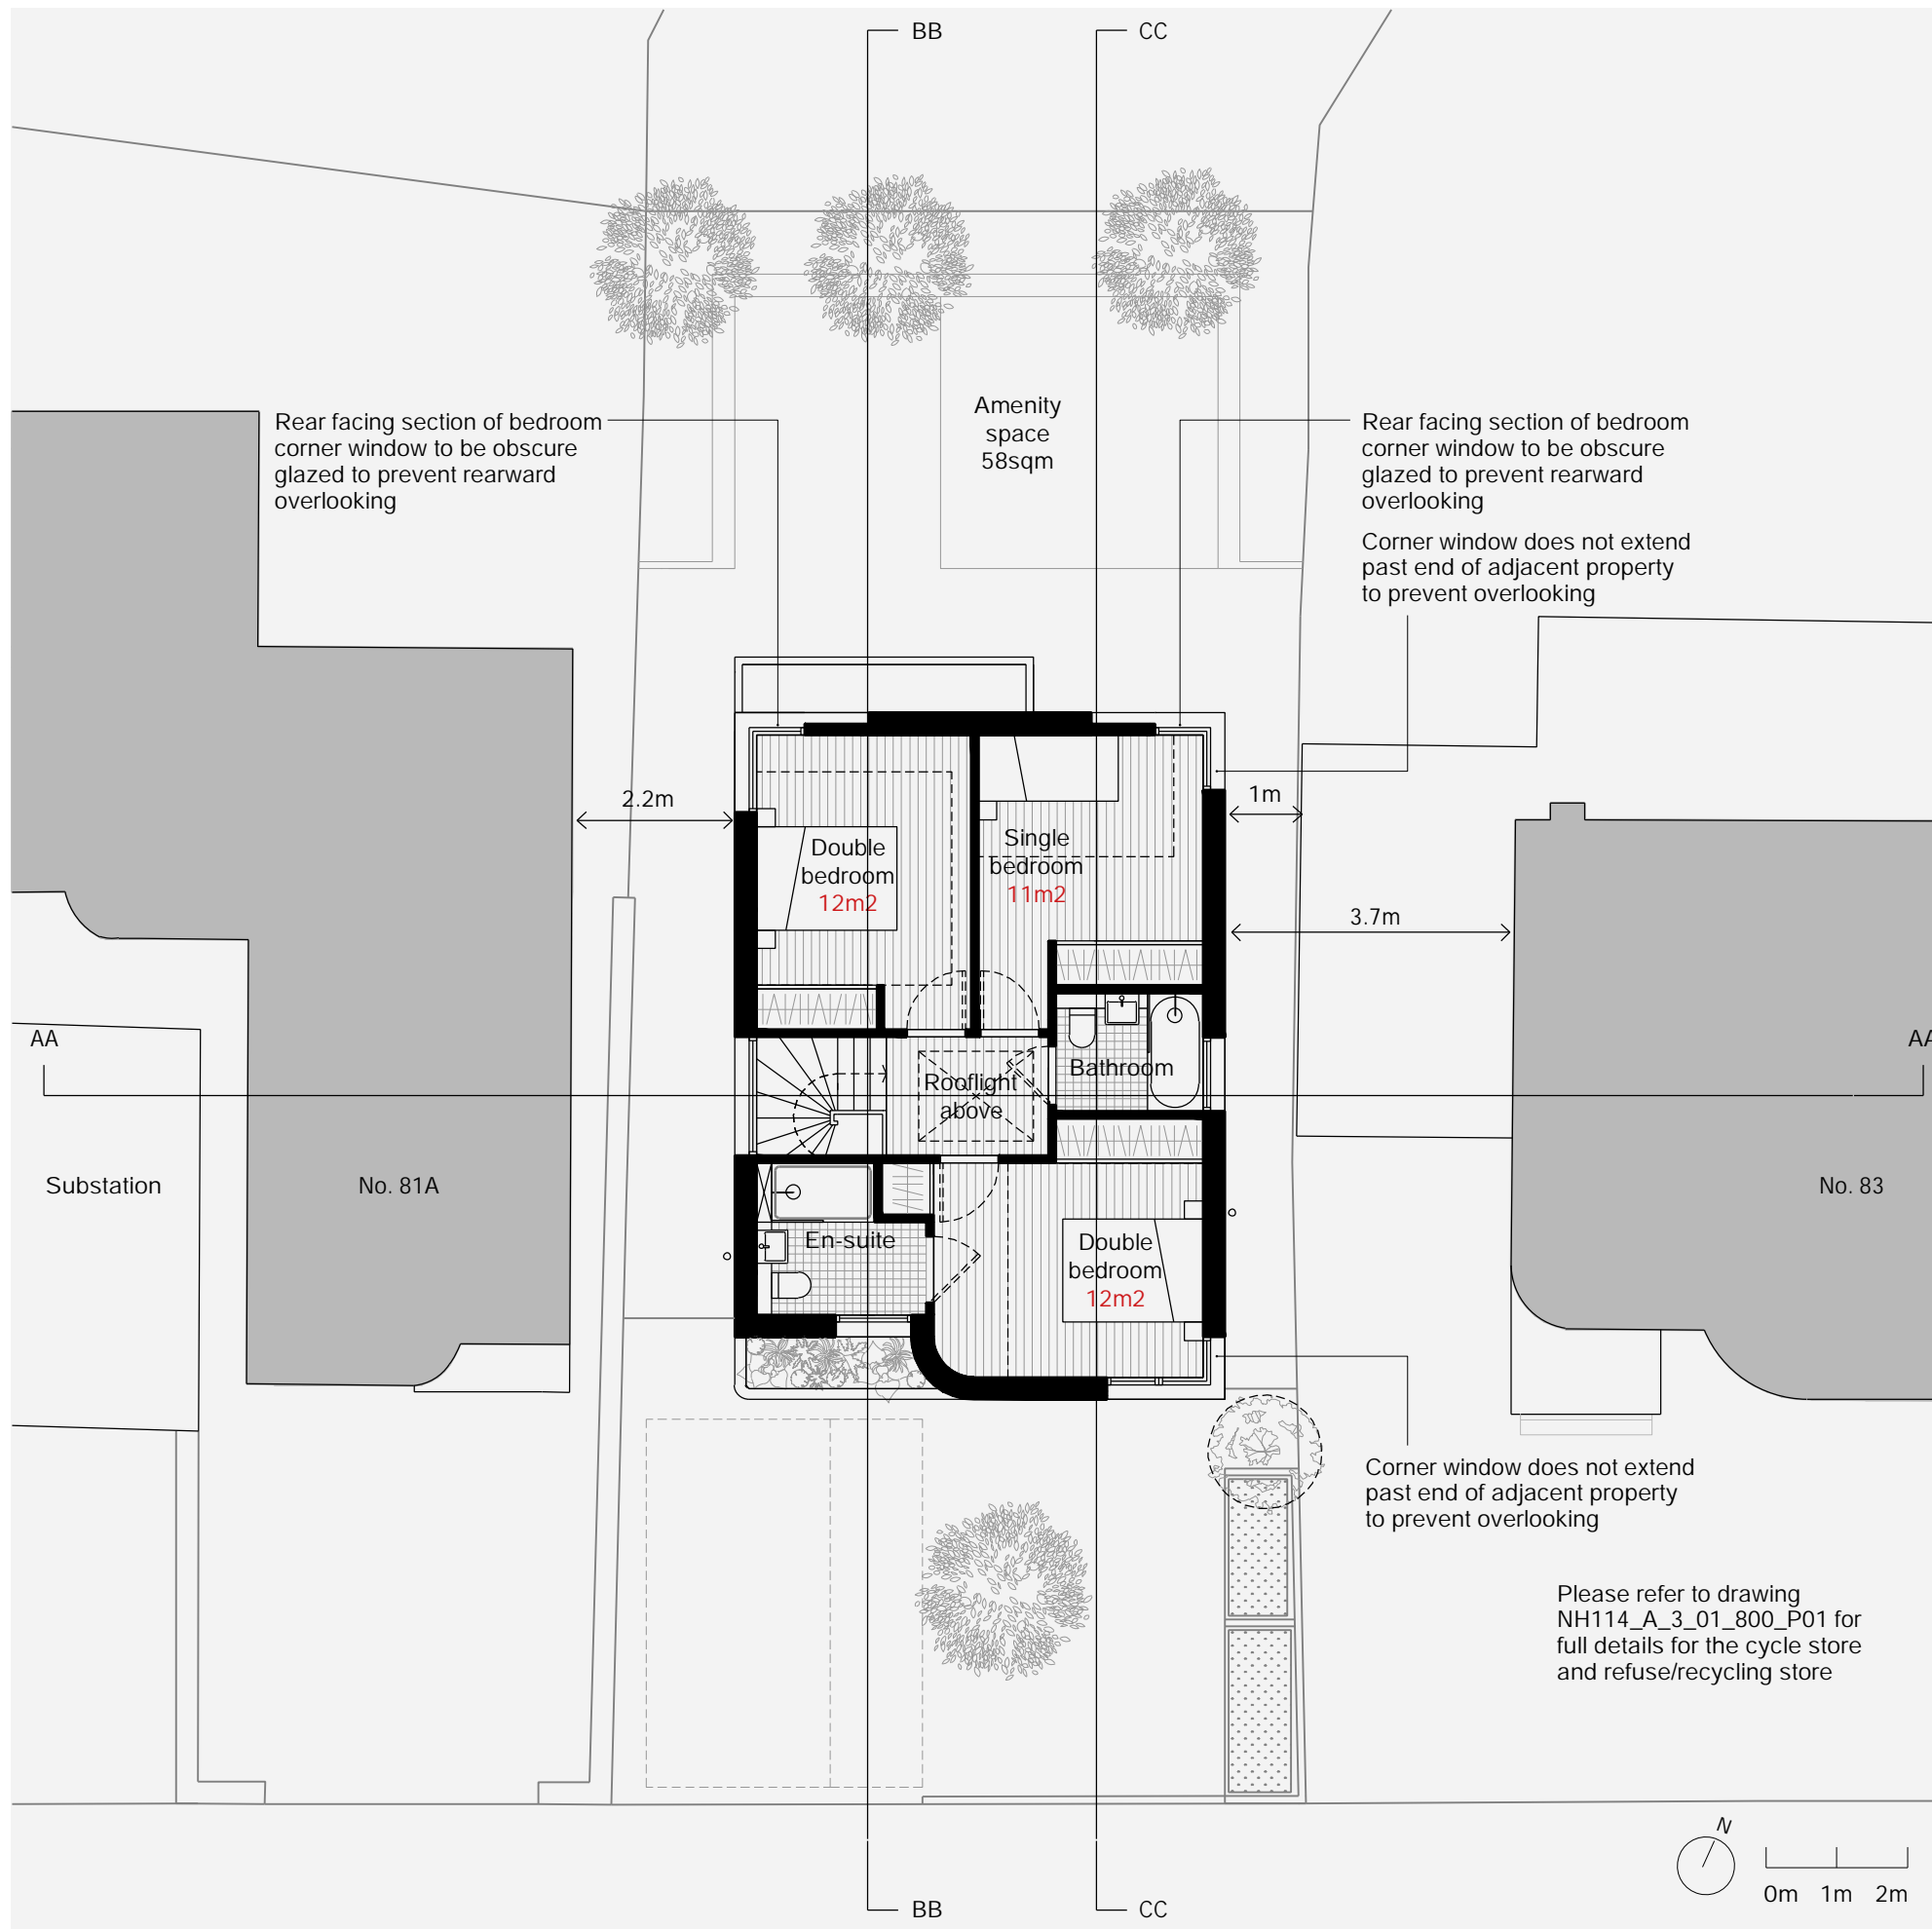 BB
CC
Rear facing section of bedroom
corner window to be obscure
glazed to prevent rearward
overlooking
Amenity
space
58sqm
Rear facing section of bedroom
corner window to be obscure
glazed to prevent rearward
overlooking
Corner window does not extend
past end of adjacent property
to prevent overlooking
2.2m
1m
Double
bedroom
12m2
Single
bedroom
11m2
3.7m
AA
AA
Bathroom
Rooflight
above
Substation
No. 81A
No. 83
En-suite
Double
bedroom
12m2
Corner window does not extend
past end of adjacent property
to prevent overlooking
Please refer to drawing
NH114_A_3_01_800_P01 for
full details for the cycle store
and refuse/recycling store
N
0m 1m 2m
BB
CC